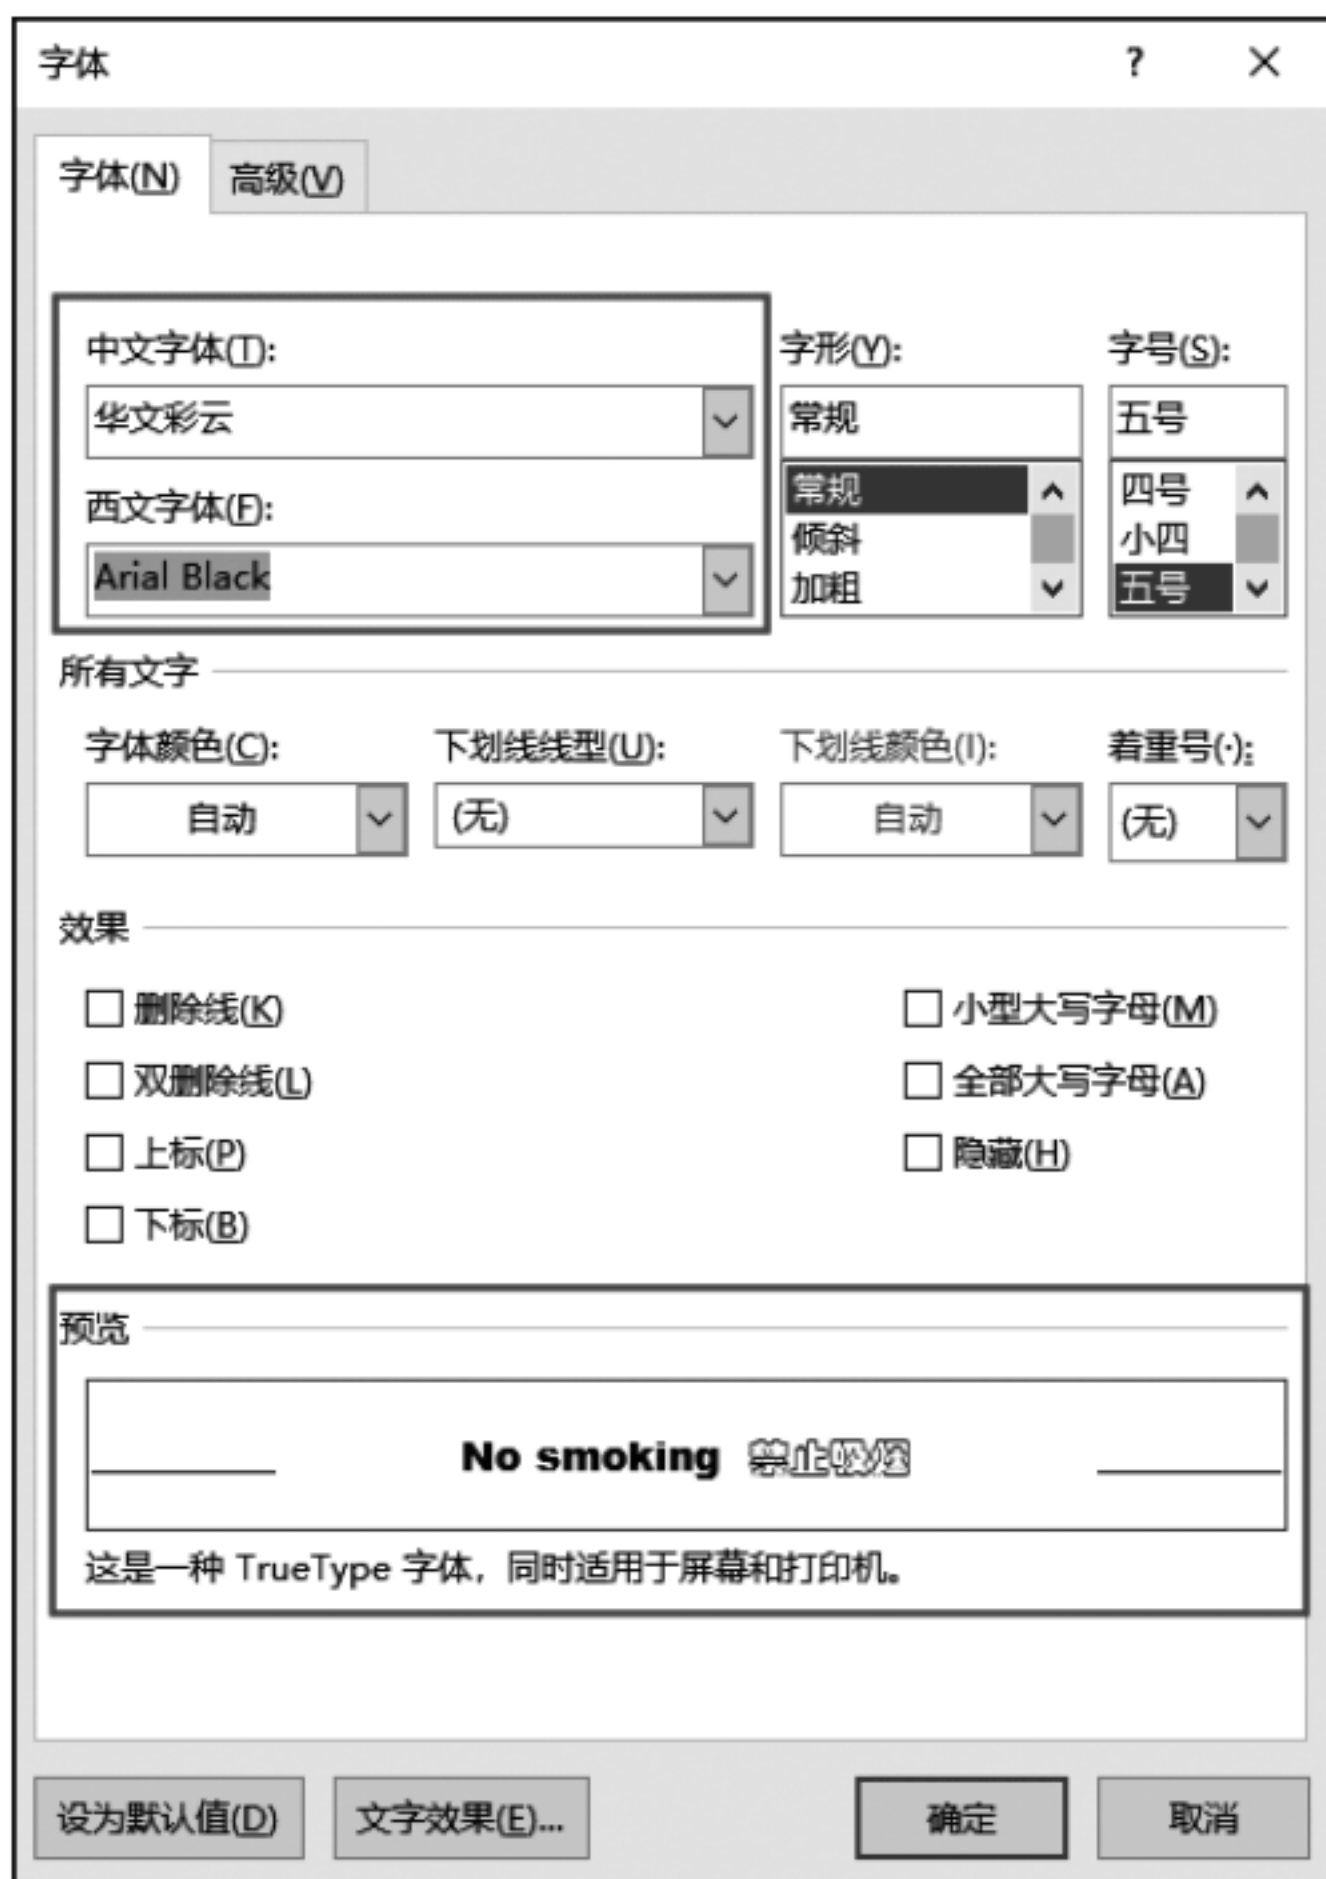 字体 ?
字体(N) 高级(V)
中文字体(T): 字形(Y): 字号(S):
华文彩云 常规 五号
常规 四号
西文字体(F): 倾斜 小四
Arial Black 加粗 五号
所有文字
字体颜色(C): 下划线线型(U): 下划线颜色(I): 着重号(·):
自动 (无) 自动 (无)
效果
删除线(K) 小型大写字母(M)
双删除线(L) 全部大写字母(A)
上标(P) 隐藏(H)
下标(B)
预览
No smoking 禁止吸烟
这是一种 TrueType 字体，同时适用于屏幕和打印机。
设为默认值(D) 文字效果(E)... 确定 取消